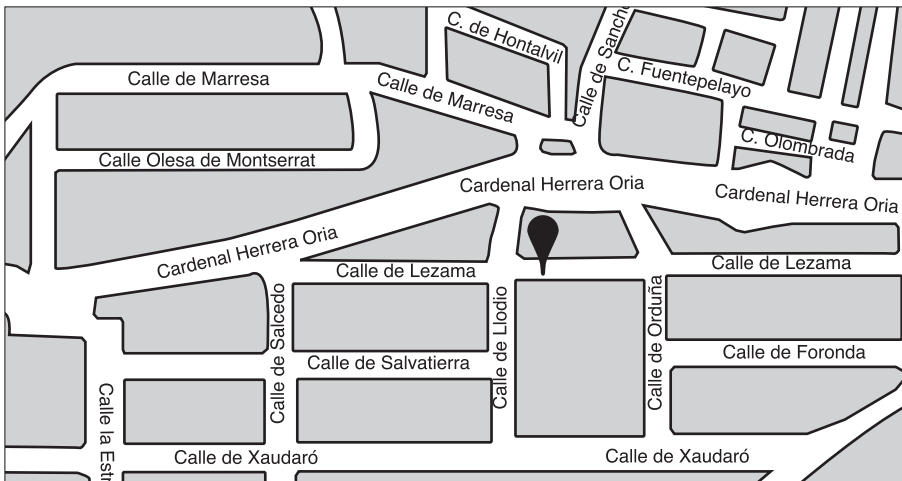 C. de Hontalvil
Calle de Sancho
C. Fuentepelayo
Calle de Marresa
Calle de Marresa
C. Olombrada
Calle Olesa de Montserrat
Cardenal Herrera Oria
Cardenal Herrera Oria
Cardenal Herrera Oria
Calle de Lezama
Calle de Lezama
Calle de Salcedo
Calle de Llodio
Calle de Orduña
Calle de Salvatierra
Calle de Foronda
Calle la Estr
Calle de Xaudaró
Calle de Xaudaró